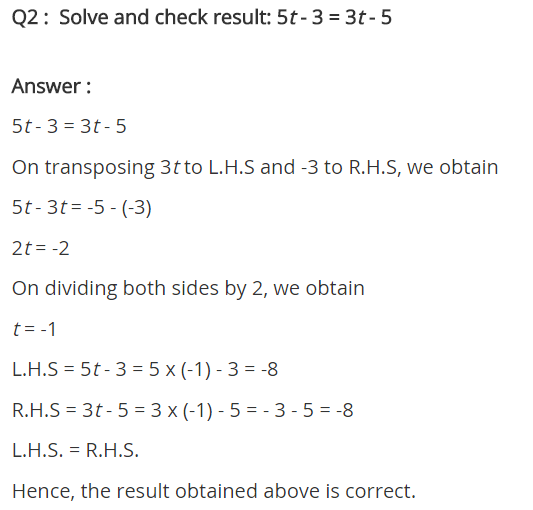 Q2 : Solve and check result: 5t - 3 = 3t - 5
Answer :
5t - 3 = 3t - 5
On transposing 3t to L.H.S and -3 to R.H.S, we obtain
5t - 3t = -5 - (-3)
2t = -2
On dividing both sides by 2, we obtain
t = -1
L.H.S = 5t - 3 = 5 x (-1) - 3 = -8
R.H.S = 3t - 5 = 3 x (-1) - 5 = - 3 - 5 = -8
L.H.S. = R.H.S.
Hence, the result obtained above is correct.